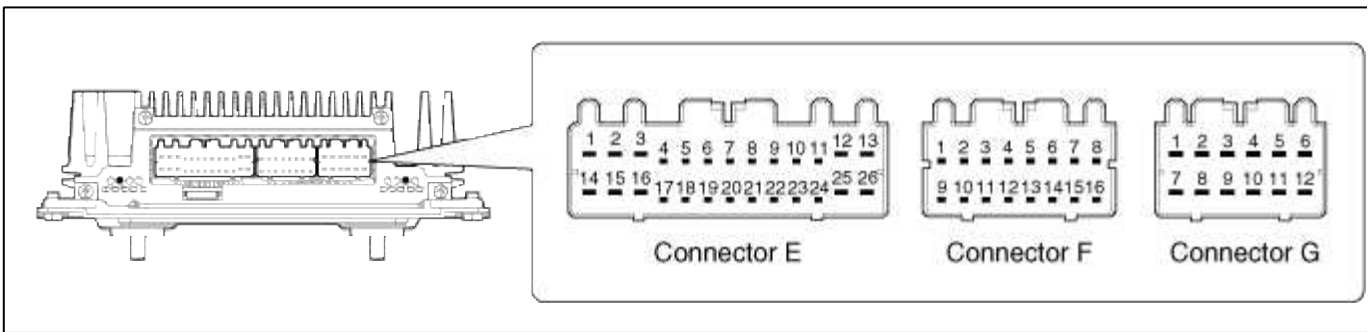 1 2 3 4 5 6 7 8 9 10 11 12 13
14 15 16 17 18 19 20 21 22 23 24 25 26
Connector E
1 2 3 4 5 6 7 8
9 10 11 12 13 14 15 16
Connector F
1 2 3 4 5 6
7 8 9 10 11 12
Connector G